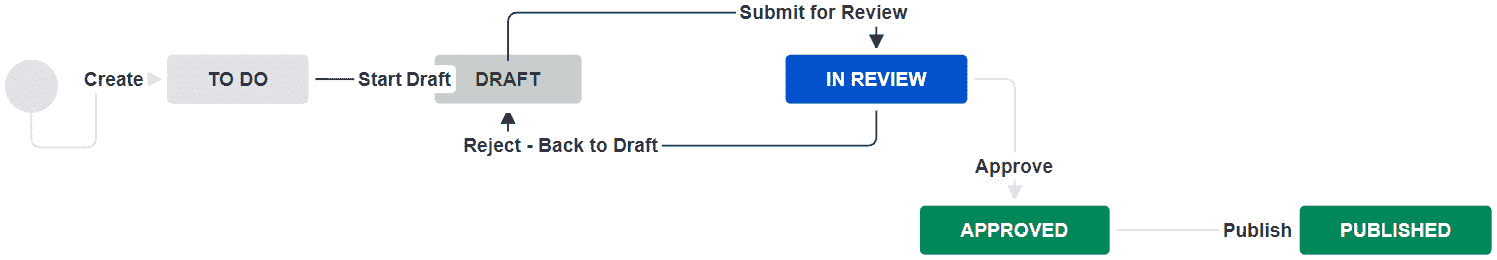 Submit for Review
Create
TO DO
Start Draft
DRAFT
IN REVIEW
Reject - Back to Draft
Approve
APPROVED
Publish
PUBLISHED